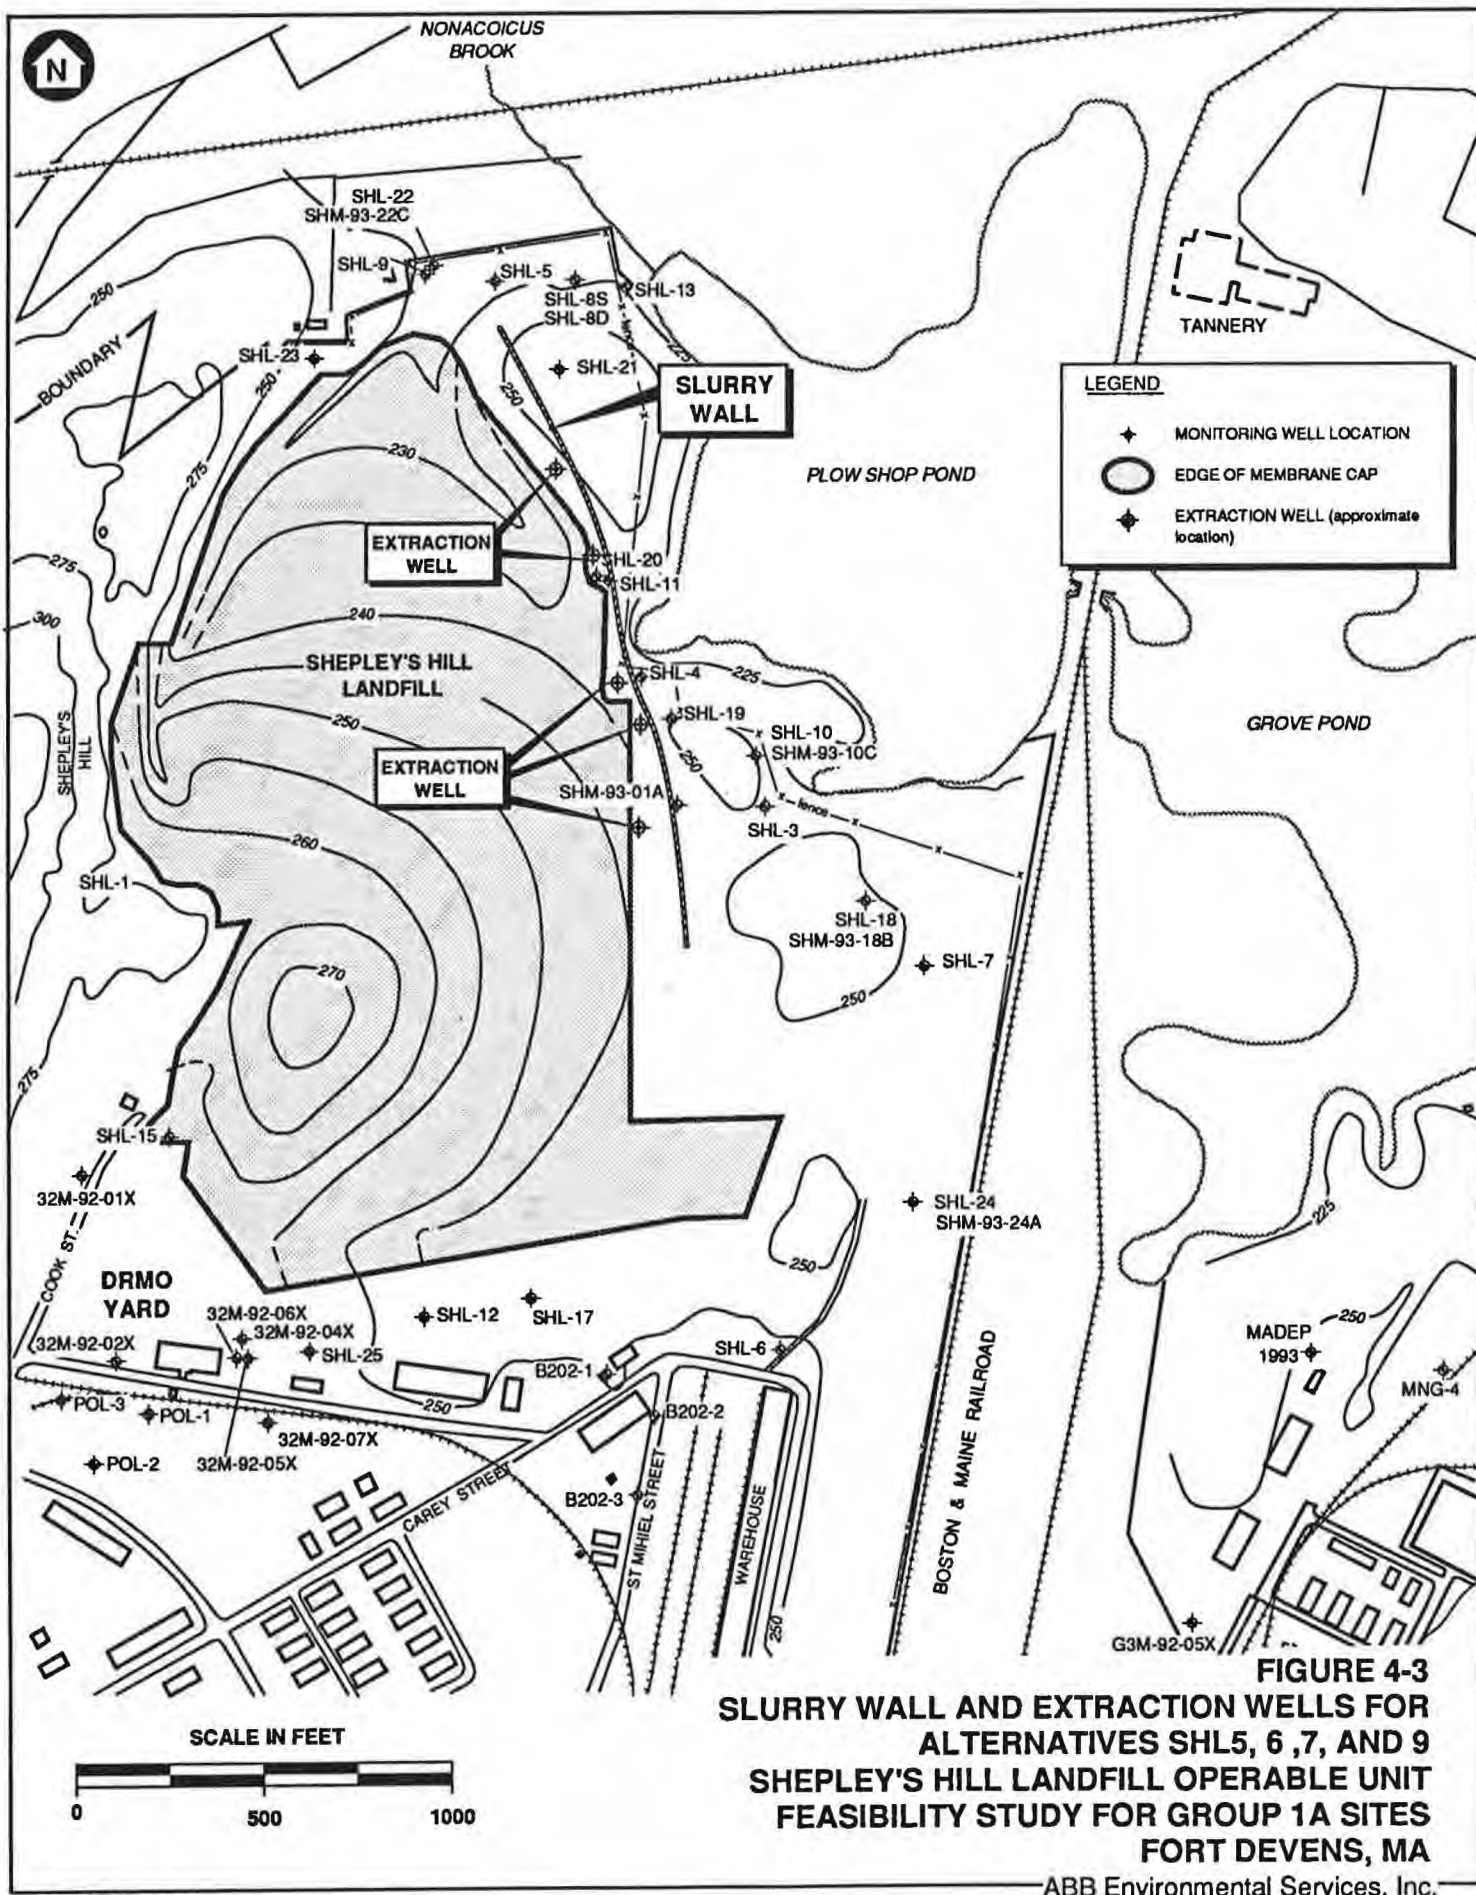 N
NONACOICUS
BROOK
SHL-22
SHM-93-22C
SHL-9
SHL-5
SHL-8S
SHL-8D
SHL-13
250
BOUNDARY
SHL-23
250
SHL-21
fence
225
250
SLURRY
WALL
TANNERY
LEGEND
MONITORING WELL LOCATION
EDGE OF MEMBRANE CAP
EXTRACTION WELL (approximate
location)
275
230
PLOW SHOP POND
EXTRACTION
WELL
SHL-20
SHL-11
275
300
240
SHEPLEY'S HILL
LANDFILL
SHL-4
225
SHL-19
250
SHL-10
SHM-93-10C
GROVE POND
SHEPLEY'S
HILL
EXTRACTION
WELL
250
SHM-93-01A
fence
SHL-3
260
SHL-1
SHL-18
SHM-93-18B
SHL-7
250
270
275
SHL-15
32M-92-01X
COOK ST.
SHL-24
SHM-93-24A
225
250
DRMO
YARD
32M-92-06X
32M-92-04X
32M-92-02X
SHL-25
SHL-12
SHL-17
SHL-6
B202-1
250
MADEP
1993
250
MNG-4
POL-3
POL-1
32M-92-07X
32M-92-05X
POL-2
B202-2
B202-3
CAREY STREET
ST MIHIEL STREET
WAREHOUSE
250
BOSTON & MAINE RAILROAD
G3M-92-05X
SCALE IN FEET
0 500 1000
FIGURE 4-3
SLURRY WALL AND EXTRACTION WELLS FOR
ALTERNATIVES SHL5, 6 ,7, AND 9
SHEPLEY'S HILL LANDFILL OPERABLE UNIT
FEASIBILITY STUDY FOR GROUP 1A SITES
FORT DEVENS, MA
ABB Environmental Services, Inc.